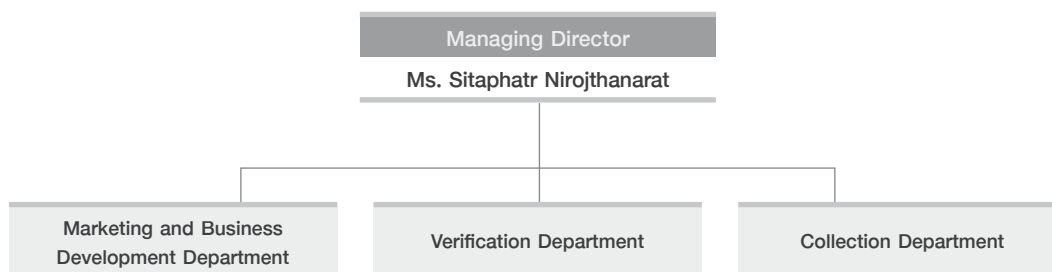 Managing Director
Ms. Sitaphatr Nirojthanarat
Marketing and Business
Development Department
Verification Department
Collection Department